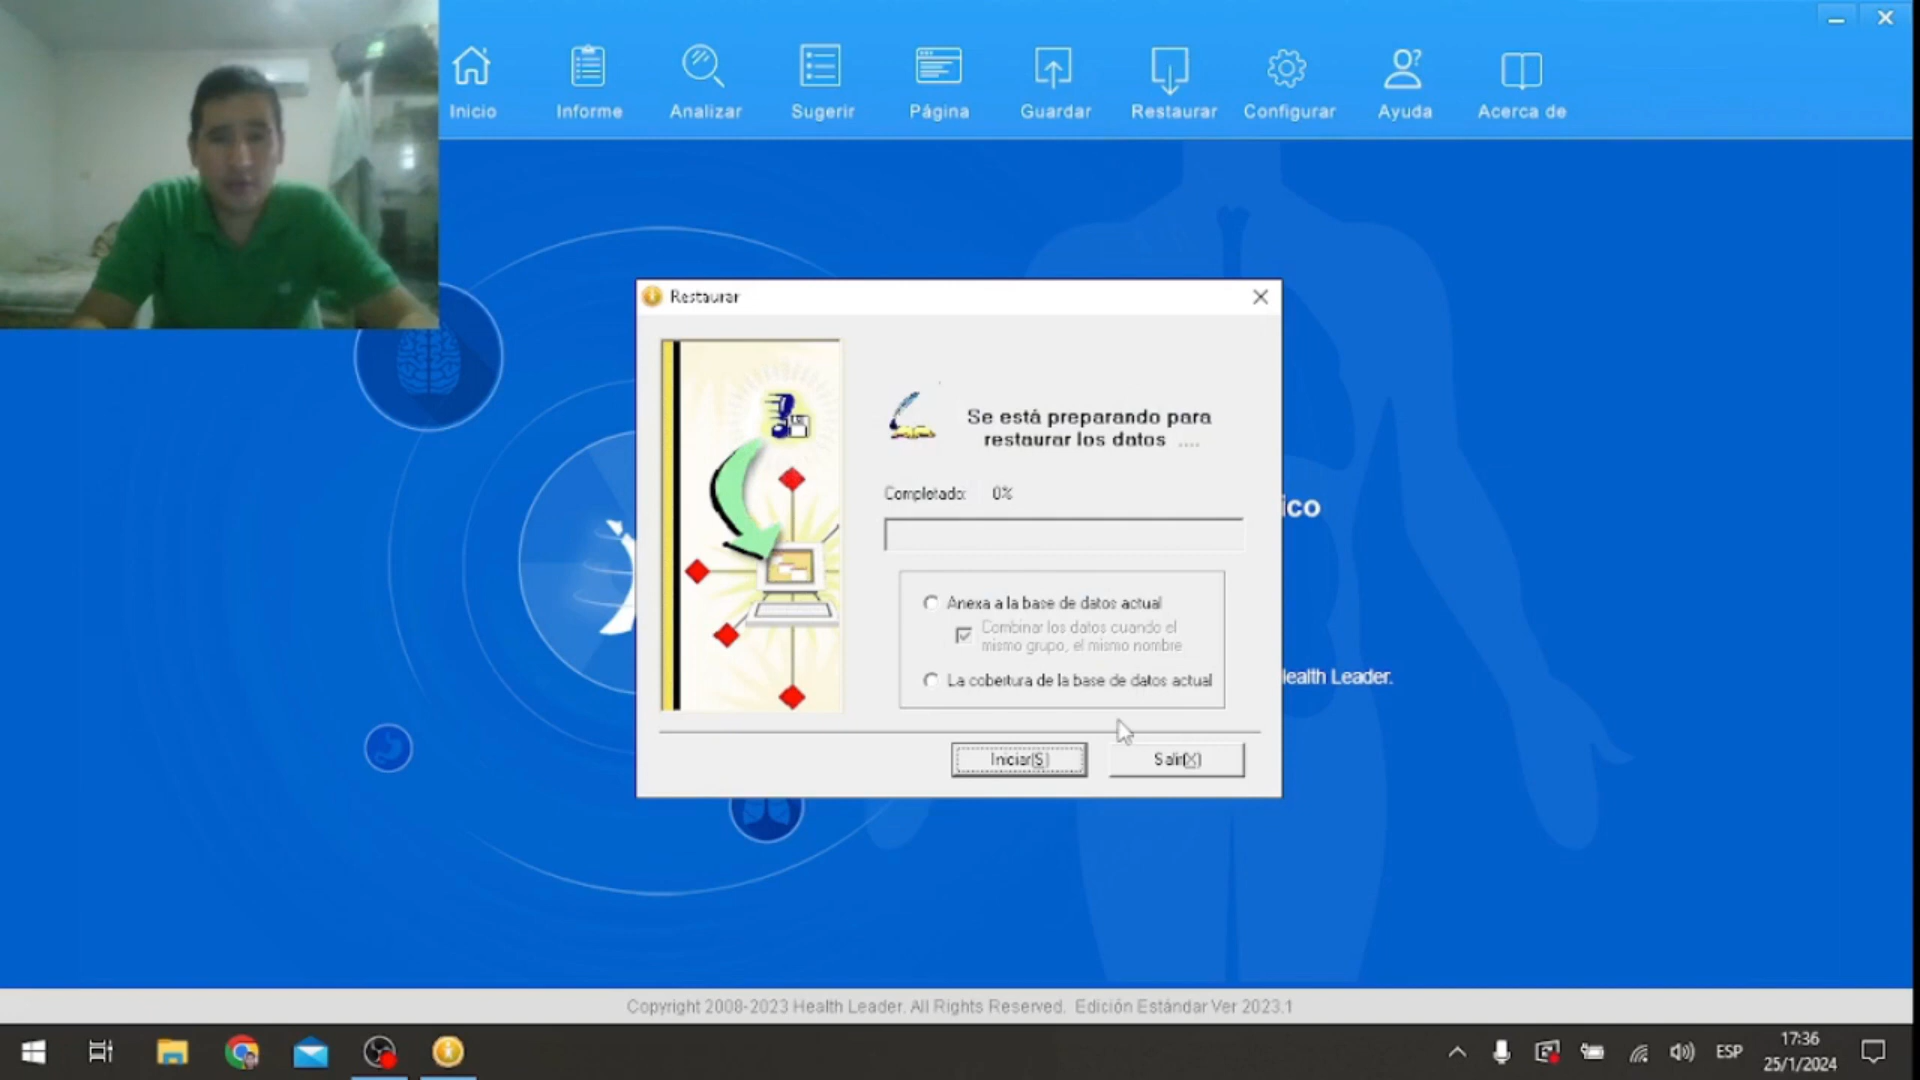 Inicio
Informe
Analizar
Sugerir
Página
Guardar
Restaurar
Configurar
Ayuda
Acerca de
Restaurar
Se está preparando para
restaurar los datos ....
Completado: 0%
Anexa a la base de datos actual
Combinar los datos cuando el
mismo grupo, el mismo nombre
La cobertura de la base de datos actual
Iniciar(S)
Salir(X)
ico
ealth Leader.
Copyright 2008-2023 Health Leader. All Rights Reserved. Edición Estándar Ver 2023.1
ESP
17:36
25/1/2024